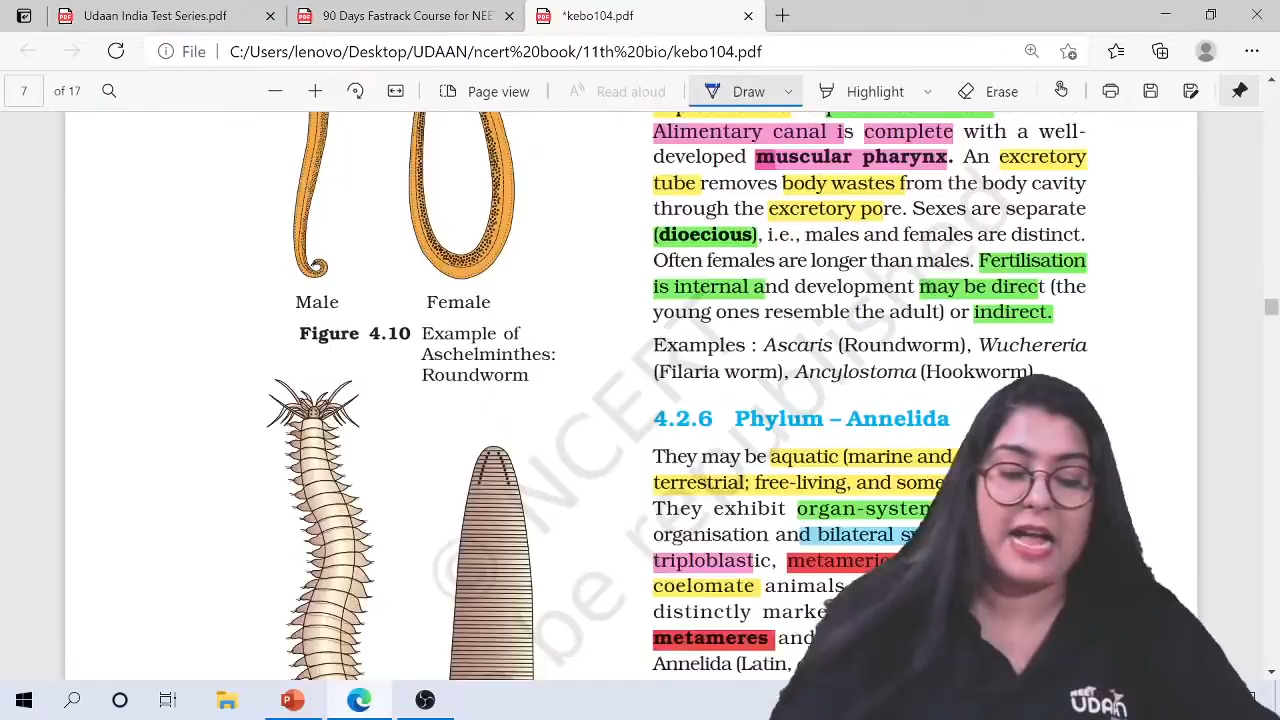 Udaan India Test Series.pdf
90 Days Fastrack Course for NEE
*kebo104.pdf
File
C:/Users/lenovo/Desktop/UDAAN/ncert%20book/11th%20bio/kebo104.pdf
7 of 17
Page view
Read aloud
Draw
Highlight
Erase
Alimentary canal is complete with a well-
developed muscular pharynx. An excretory
tube removes body wastes from the body cavity
through the excretory pore. Sexes are separate
(dioecious), i.e., males and females are distinct.
Often females are longer than males. Fertilisation
is internal and development may be direct (the
young ones resemble the adult) or indirect.
Examples : Ascaris (Roundworm), Wuchereria
(Filaria worm), Ancylostoma (Hookworm)
4.2.6 Phylum – Annelida
They may be aquatic (marine and
terrestrial; free-living, and some
They exhibit organ-system
organisation and bilateral sy
triploblastic, metameric
coelomate animals
distinctly marke
metameres and
Annelida (Latin,
Male
Female
Figure 4.10 Example of
Aschelminthes:
Roundworm
© NCERT
be republished
NEET
UDAAN